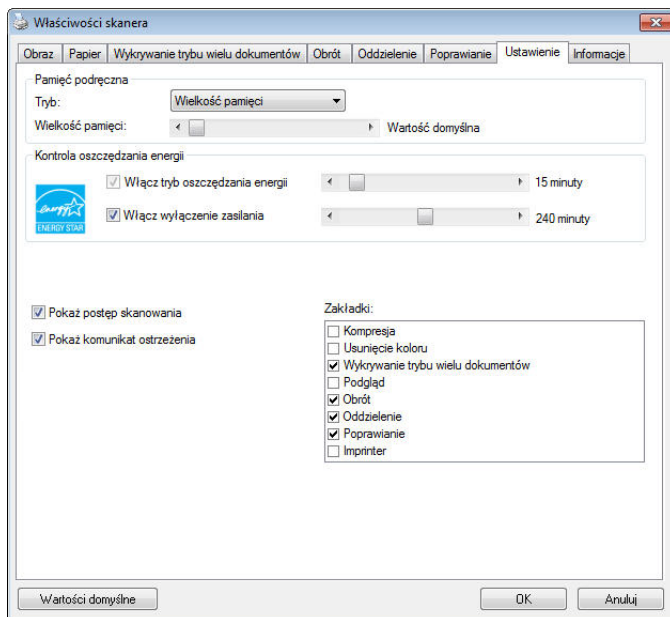 Właściwości skanera
Obraz Papier Wykrywanie trybu wielu dokumentów Obrót Oddzielenie Poprawianie Ustawienie Informacje
Pamięć podręczna
Tryb: Wielkość pamięci
Wielkość pamięci: Wartość domyślna
Kontrola oszczędzania energii
Włącz tryb oszczędzania energii 15 minuty
Włącz wyłączenie zasilania 240 minuty
energy
ENERGY STAR
Pokaż postęp skanowania
Pokaż komunikat ostrzeżenia
Zakładki:
Kompresja
Usunięcie koloru
Wykrywanie trybu wielu dokumentów
Podgląd
Obrót
Oddzielenie
Poprawianie
Imprinter
Wartości domyślne OK Anuluj